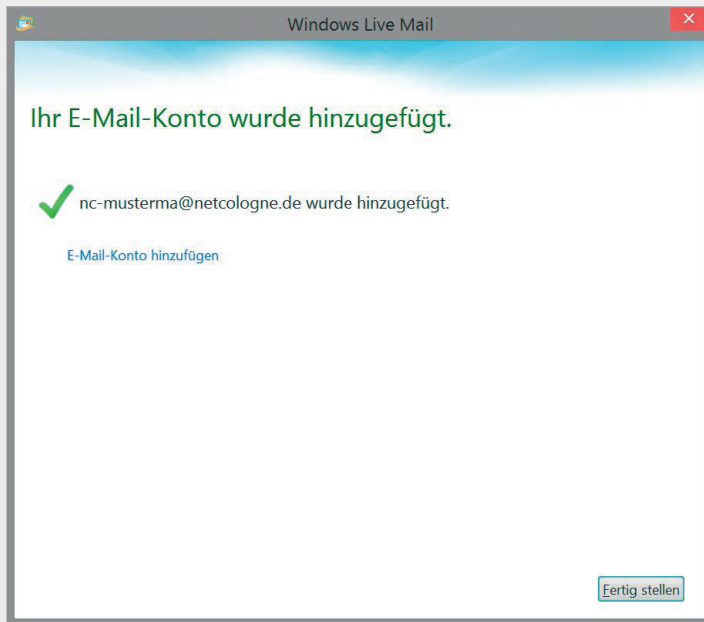 Windows Live Mail
Ihr E-Mail-Konto wurde hinzugefügt.
nc-musterma@netcologne.de wurde hinzugefügt.
E-Mail-Konto hinzufügen
Fertig stellen